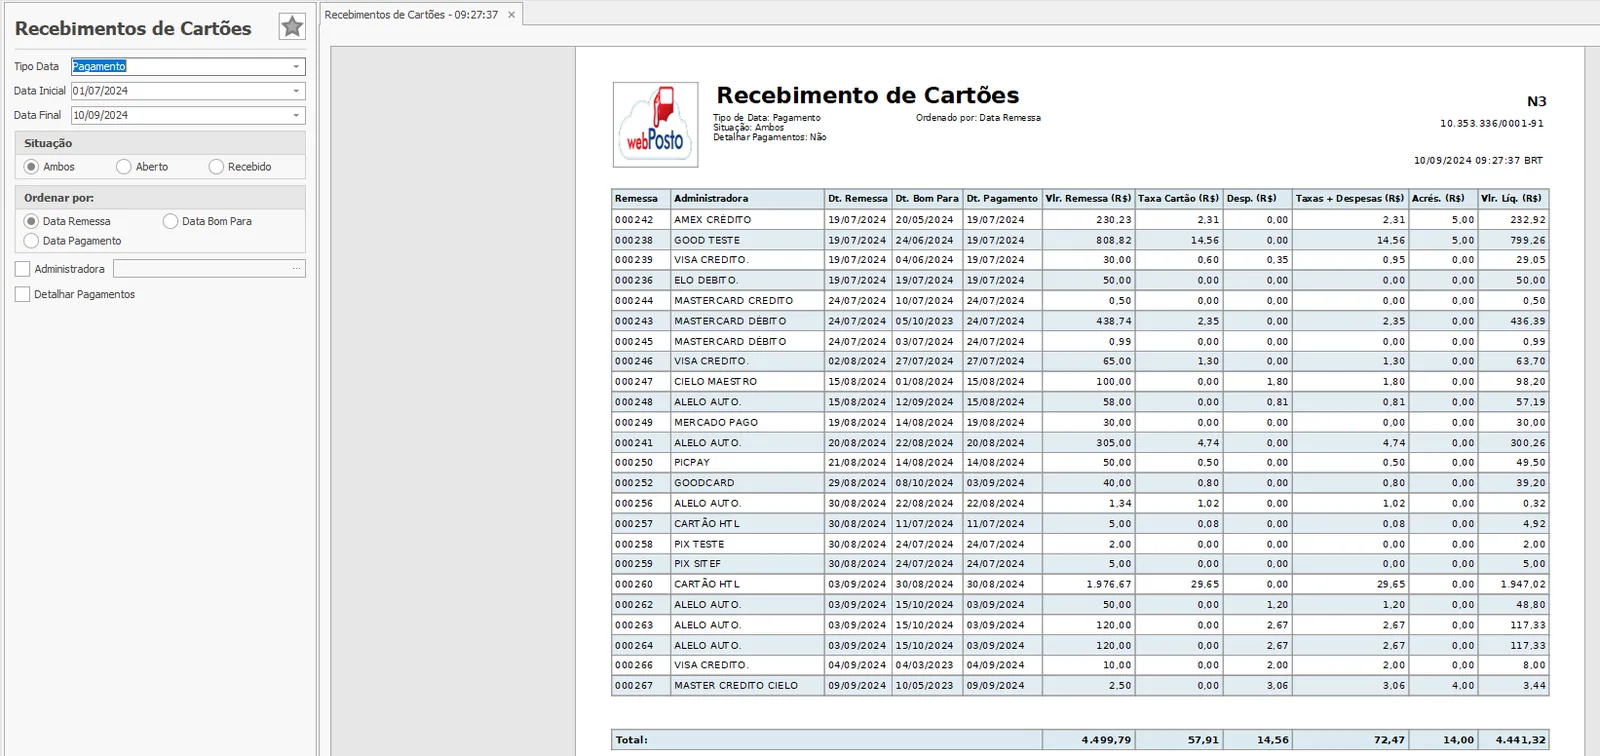 Recebimentos de Cartões
Tipo Data Pagamento
Data Inicial 01/07/2024
Data Final 10/09/2024
Situação
Ambos Aberto Recebido
Ordenar por:
Data Remessa Data Bom Para
Data Pagamento
Administradora ...
Detalhar Pagamentos
Recebimentos de Cartões - 09:27:37 ×
webPosto
Recebimento de Cartões
Tipo de Data: Pagamento Ordenado por: Data Remessa
Situação: Ambos
Detalhar Pagamentos: Não
N3
10.353.336/0001-91
10/09/2024 09:27:37 BRT
Remessa Administradora Dt. Remessa Dt. Bom Para Dt. Pagamento Vlr. Remessa (R$) Taxa Cartão (R$) Desp. (R$) Taxas + Despesas (R$) Acrés. (R$) Vlr. Líq. (R$)
000242 AMEX CRÉDITO 19/07/2024 20/05/2024 19/07/2024 230,23 2,31 0,00 2,31 5,00 232,92
000238 GOOD TESTE 19/07/2024 24/06/2024 19/07/2024 808,82 14,56 0,00 14,56 5,00 799,26
000239 VISA CREDITO. 19/07/2024 04/06/2024 19/07/2024 30,00 0,60 0,35 0,95 0,00 29,05
000236 ELO DEBITO. 19/07/2024 19/07/2024 19/07/2024 50,00 0,00 0,00 0,00 0,00 50,00
000244 MASTERCARD CREDITO 24/07/2024 10/07/2024 24/07/2024 0,50 0,00 0,00 0,00 0,00 0,50
000243 MASTERCARD DÉBITO 24/07/2024 05/10/2023 24/07/2024 438,74 2,35 0,00 2,35 0,00 436,39
000245 MASTERCARD DÉBITO 24/07/2024 03/07/2024 24/07/2024 0,99 0,00 0,00 0,00 0,00 0,99
000246 VISA CREDITO. 02/08/2024 27/07/2024 27/07/2024 65,00 1,30 0,00 1,30 0,00 63,70
000247 CIELO MAESTRO 15/08/2024 01/08/2024 15/08/2024 100,00 0,00 1,80 1,80 0,00 98,20
000248 ALELO AUTO. 15/08/2024 12/09/2024 15/08/2024 58,00 0,00 0,81 0,81 0,00 57,19
000249 MERCADO PAGO 19/08/2024 14/08/2024 19/08/2024 30,00 0,00 0,00 0,00 0,00 30,00
000241 ALELO AUTO. 20/08/2024 22/08/2024 20/08/2024 305,00 4,74 0,00 4,74 0,00 300,26
000250 PICPAY 21/08/2024 14/08/2024 14/08/2024 50,00 0,50 0,00 0,50 0,00 49,50
000252 GOODCARD 29/08/2024 08/10/2024 03/09/2024 40,00 0,80 0,00 0,80 0,00 39,20
000256 ALELO AUTO. 30/08/2024 22/08/2024 22/08/2024 1,34 1,02 0,00 1,02 0,00 0,32
000257 CARTÃO HTL 30/08/2024 11/07/2024 11/07/2024 5,00 0,08 0,00 0,08 0,00 4,92
000258 PIX TESTE 30/08/2024 24/07/2024 24/07/2024 2,00 0,00 0,00 0,00 0,00 2,00
000259 PIX SITEF 30/08/2024 24/07/2024 24/07/2024 5,00 0,00 0,00 0,00 0,00 5,00
000260 CARTÃO HTL 03/09/2024 30/08/2024 30/08/2024 1.976,67 29,65 0,00 29,65 0,00 1.947,02
000262 ALELO AUTO. 03/09/2024 15/10/2024 03/09/2024 50,00 0,00 1,20 1,20 0,00 48,80
000263 ALELO AUTO. 03/09/2024 15/10/2024 03/09/2024 120,00 0,00 2,67 2,67 0,00 117,33
000264 ALELO AUTO. 03/09/2024 15/10/2024 03/09/2024 120,00 0,00 2,67 2,67 0,00 117,33
000266 VISA CREDITO. 04/09/2024 04/03/2023 04/09/2024 10,00 0,00 2,00 2,00 0,00 8,00
000267 MASTER CREDITO CIELO 09/09/2024 10/05/2023 09/09/2024 2,50 0,00 3,06 3,06 4,00 3,44
Total: 4.499,79 57,91 14,56 72,47 14,00 4.441,32